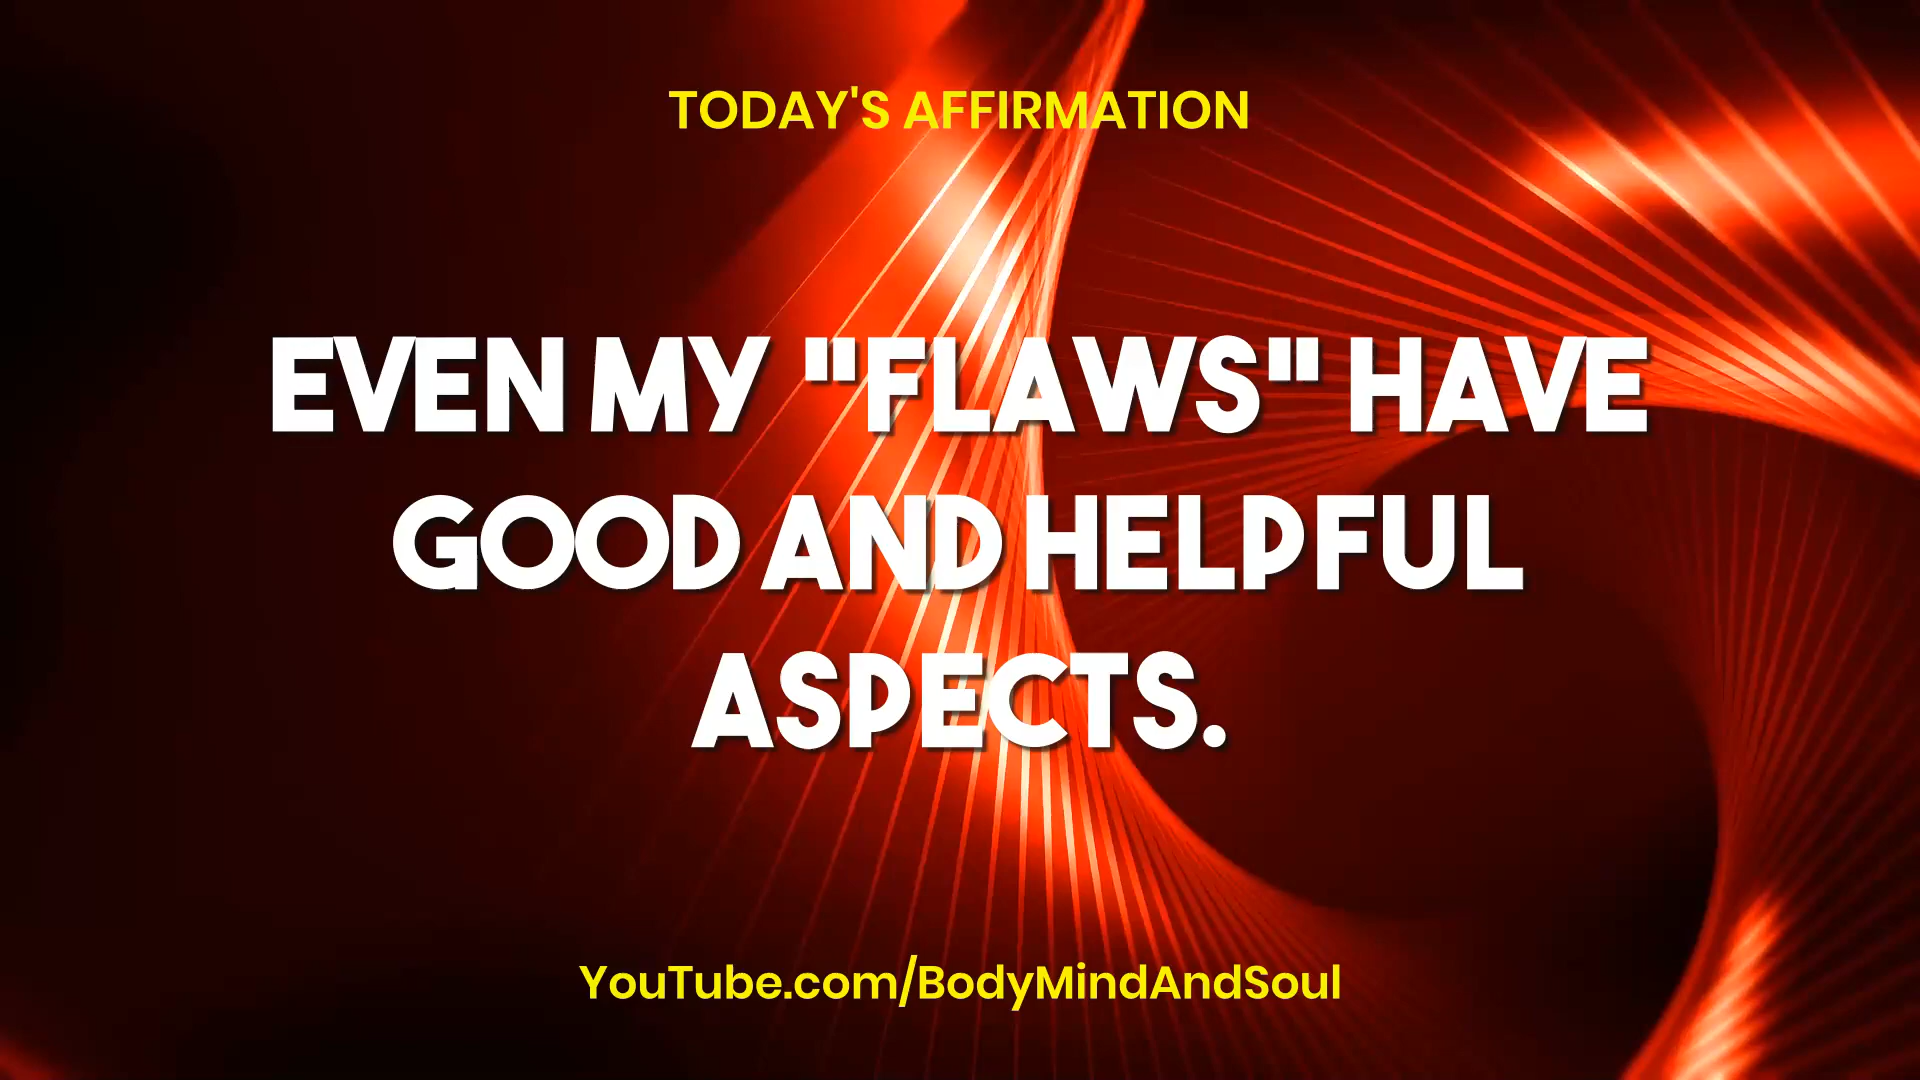 TODAY'S AFFIRMATION
EVEN MY "FLAWS" HAVE
GOOD AND HELPFUL
ASPECTS.
YouTube.com/BodyMindAndSoul